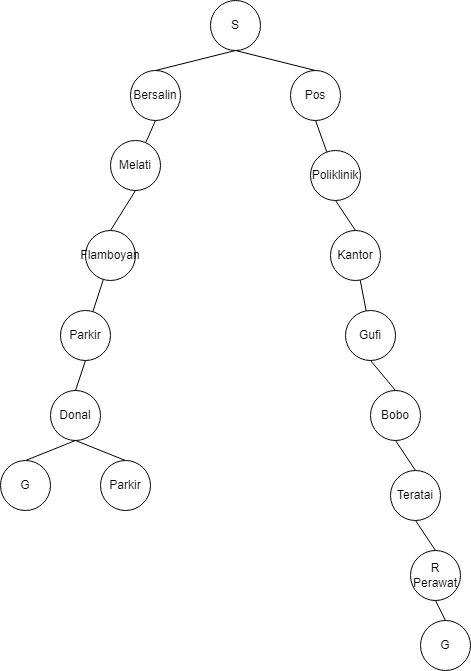 S
Bersalin
Pos
Melati
Poliklinik
Flamboyan
Kantor
Parkir
Gufi
Donal
Bobo
G
Parkir
Teratai
R
Perawat
G